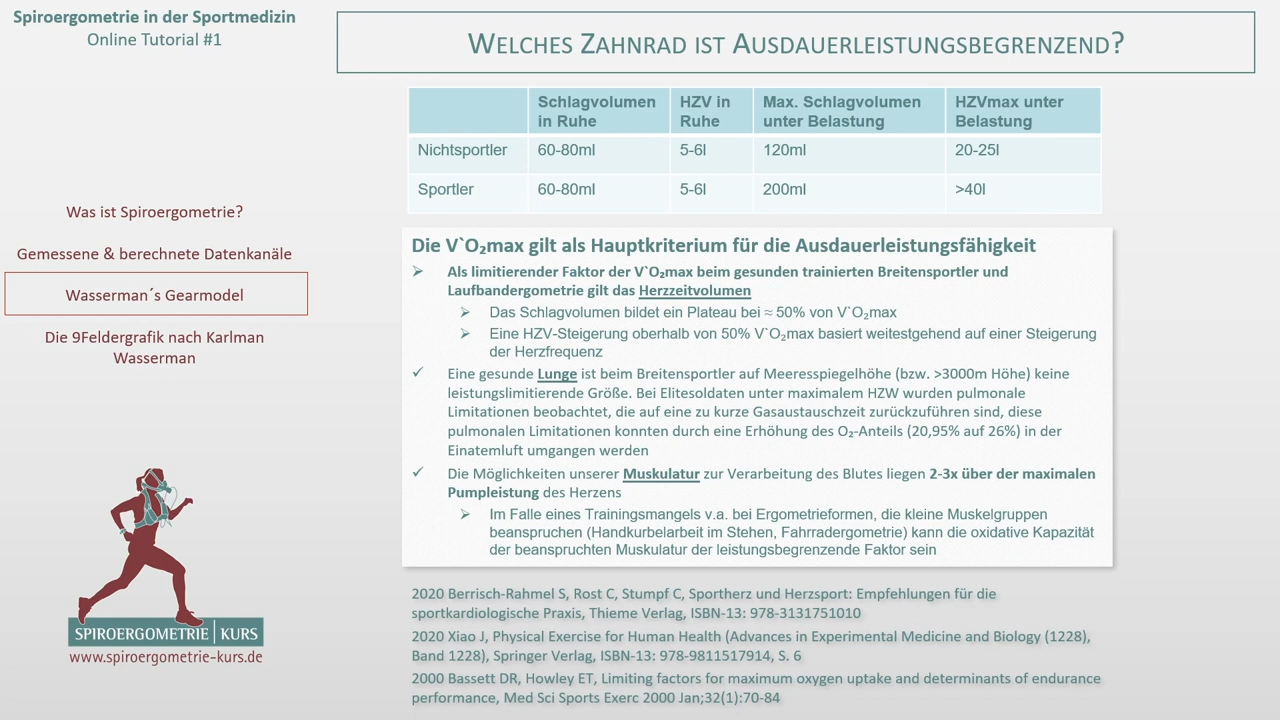 Spiroergometrie in der Sportmedizin
Online Tutorial #1
WELCHES ZAHNRAD IST AUSDAUERLEISTUNGSBEGRENZEND?
Schlagvolumen in Ruhe
HZV in Ruhe
Max. Schlagvolumen unter Belastung
HZVmax unter Belastung
Nichtsportler 60-80ml 5-6l 120ml 20-25l
Sportler 60-80ml 5-6l 200ml >40l
Was ist Spiroergometrie?
Gemessene & berechnete Datenkanäle
Wasserman´s Gearmodel
Die 9Feldergrafik nach Karlman
Wasserman
Die V`O₂max gilt als Hauptkriterium für die Ausdauerleistungsfähigkeit
Als limitierender Faktor der V`O₂max beim gesunden trainierten Breitensportler und
Laufbandergometrie gilt das Herzzeitvolumen
Das Schlagvolumen bildet ein Plateau bei ≈ 50% von V`O₂max
Eine HZV-Steigerung oberhalb von 50% V`O₂max basiert weitestgehend auf einer Steigerung
der Herzfrequenz
Eine gesunde Lunge ist beim Breitensportler auf Meeresspiegelhöhe (bzw. >3000m Höhe) keine
leistungslimitierende Größe. Bei Elitesoldaten unter maximalem HZW wurden pulmonale
Limitationen beobachtet, die auf eine zu kurze Gasaustauschzeit zurückzuführen sind, diese
pulmonalen Limitationen konnten durch eine Erhöhung des O₂-Anteils (20,95% auf 26%) in der
Einatemluft umgangen werden
Die Möglichkeiten unserer Muskulatur zur Verarbeitung des Blutes liegen 2-3x über der maximalen
Pumpleistung des Herzens
Im Falle eines Trainingsmangels v.a. bei Ergometrieformen, die kleine Muskelgruppen
beanspruchen (Handkurbelarbeit im Stehen, Fahrradergometrie) kann die oxidative Kapazität
der beanspruchten Muskulatur der leistungsbegrenzende Faktor sein
SPIROERGOMETRIE | KURS
www.spiroergometrie-kurs.de
2020 Berrisch-Rahmel S, Rost C, Stumpf C, Sportherz und Herzsport: Empfehlungen für die
sportkardiologische Praxis, Thieme Verlag, ISBN-13: 978-3131751010
2020 Xiao J, Physical Exercise for Human Health (Advances in Experimental Medicine and Biology (1228),
Band 1228), Springer Verlag, ISBN-13: 978-9811517914, S. 6
2000 Bassett DR, Howley ET, Limiting factors for maximum oxygen uptake and determinants of endurance
performance, Med Sci Sports Exerc 2000 Jan;32(1):70-84